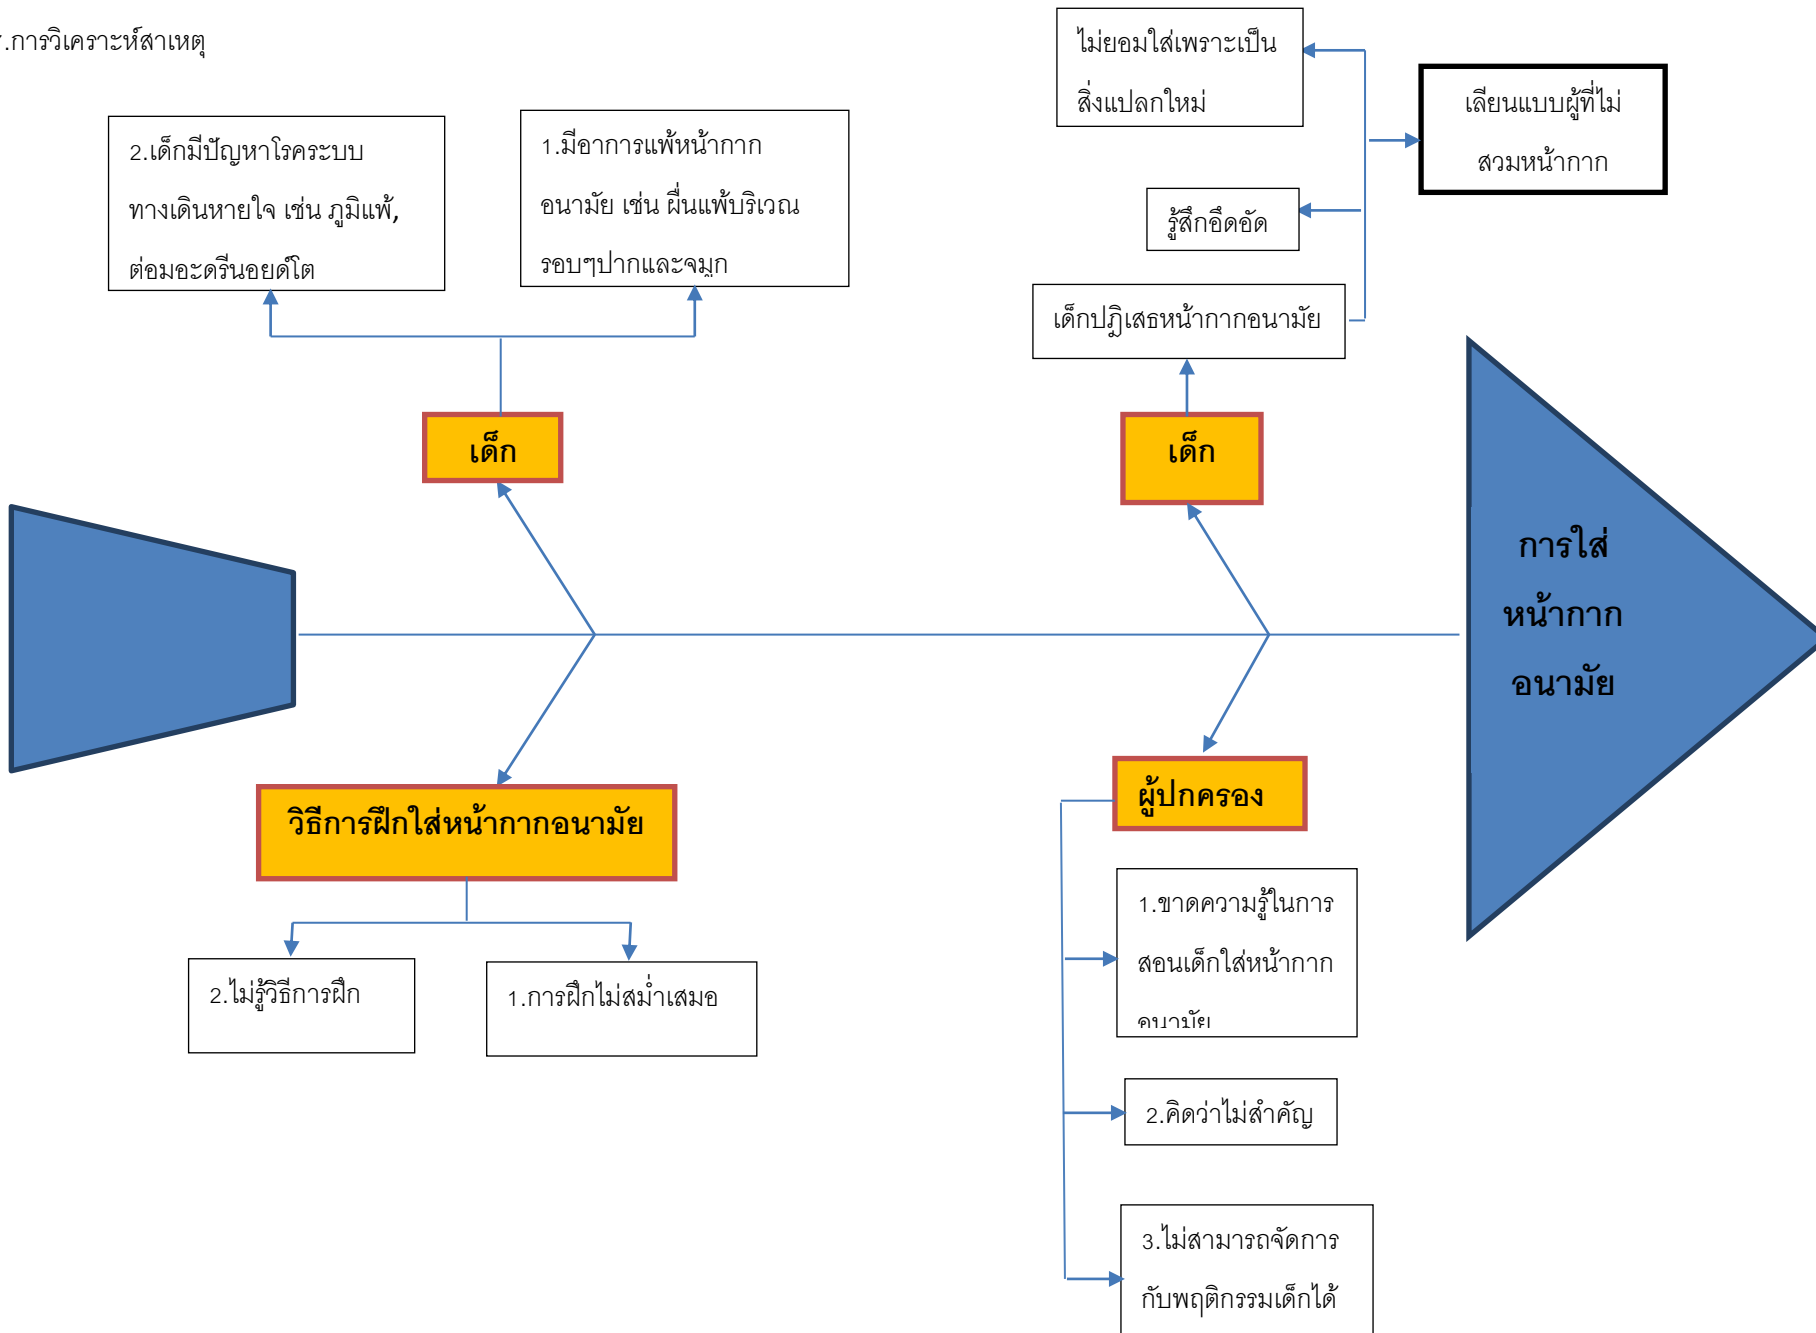 .การวิเคราะห์สาเหตุ
ไม่ยอมใส่เพราะเป็น
สิ่งแปลกใหม่
เลียนแบบผู้ที่ไม่
สวมหน้ากาก
2.เด็กมีปัญหาโรคระบบ
ทางเดินหายใจ เช่น ภูมิแพ้,
ต่อมอะดรีนอยด์โต
1.มีอาการแพ้หน้ากาก
อนามัย เช่น ผื่นแพ้บริเวณ
รอบๆปากและจมูก
รู้สึกอึดอัด
เด็กปฏิเสธหน้ากากอนามัย
เด็ก
เด็ก
การใส่
หน้ากาก
อนามัย
วิธีการฝึกใส่หน้ากากอนามัย
ผู้ปกครอง
2.ไม่รู้วิธีการฝึก
1.การฝึกไม่สม่ำเสมอ
1.ขาดความรู้ในการ
สอนเด็กใส่หน้ากาก
อนามัย
2.คิดว่าไม่สำคัญ
3.ไม่สามารถจัดการ
กับพฤติกรรมเด็กได้